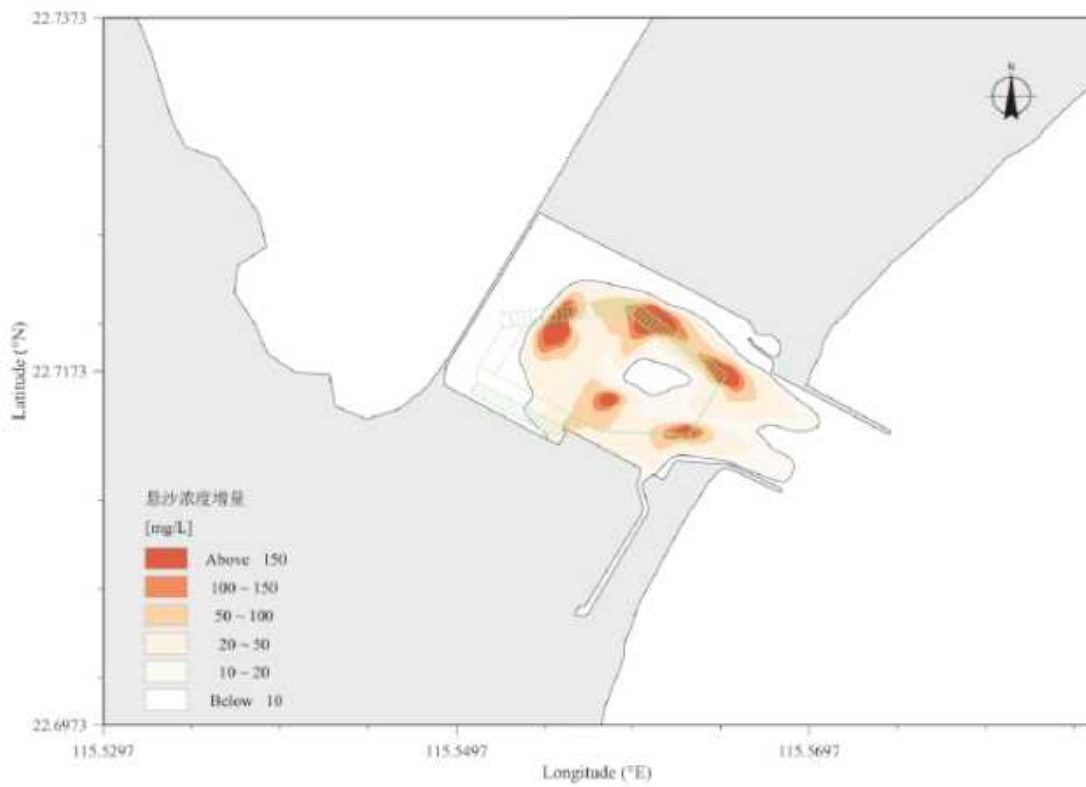 22.7373
N
22.7173
Latitude (°N)
悬沙浓度增量
[mg/L]
Above 150
100 ~ 150
50 ~ 100
20 ~ 50
10 ~ 20
Below 10
22.6973
115.5297
115.5497
115.5697
Longitude (°E)